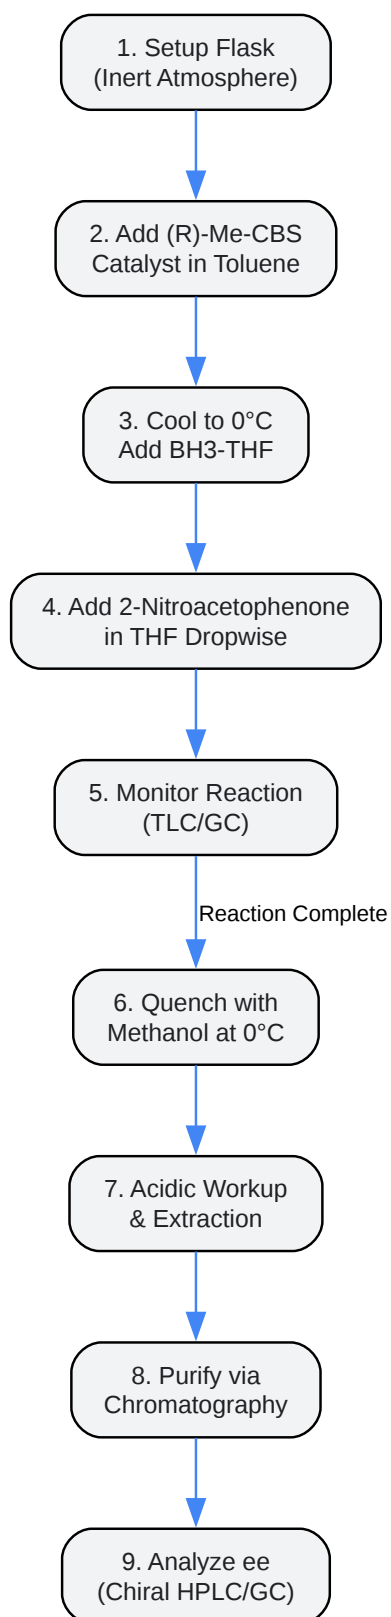 1. Setup Flask
(Inert Atmosphere)
2. Add (R)-Me-CBS
Catalyst in Toluene
3. Cool to 0°C
Add BH3-THF
4. Add 2-Nitroacetophenone
in THF Dropwise
5. Monitor Reaction
(TLC/GC)
Reaction Complete
6. Quench with
Methanol at 0°C
7. Acidic Workup
& Extraction
8. Purify via
Chromatography
9. Analyze ee
(Chiral HPLC/GC)